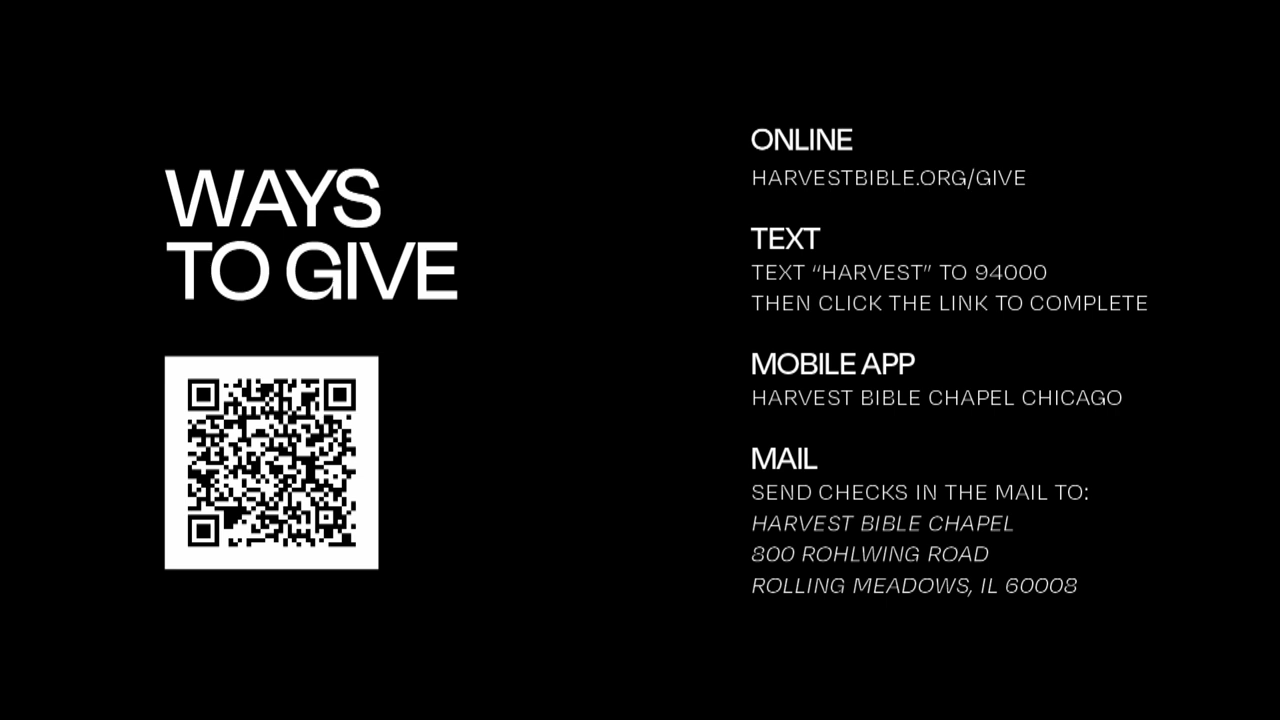 WAYS
TO GIVE
ONLINE
HARVESTBIBLE.ORG/GIVE
TEXT
TEXT “HARVEST” TO 94000
THEN CLICK THE LINK TO COMPLETE
MOBILE APP
HARVEST BIBLE CHAPEL CHICAGO
MAIL
SEND CHECKS IN THE MAIL TO:
HARVEST BIBLE CHAPEL
800 ROHLWING ROAD
ROLLING MEADOWS, IL 60008